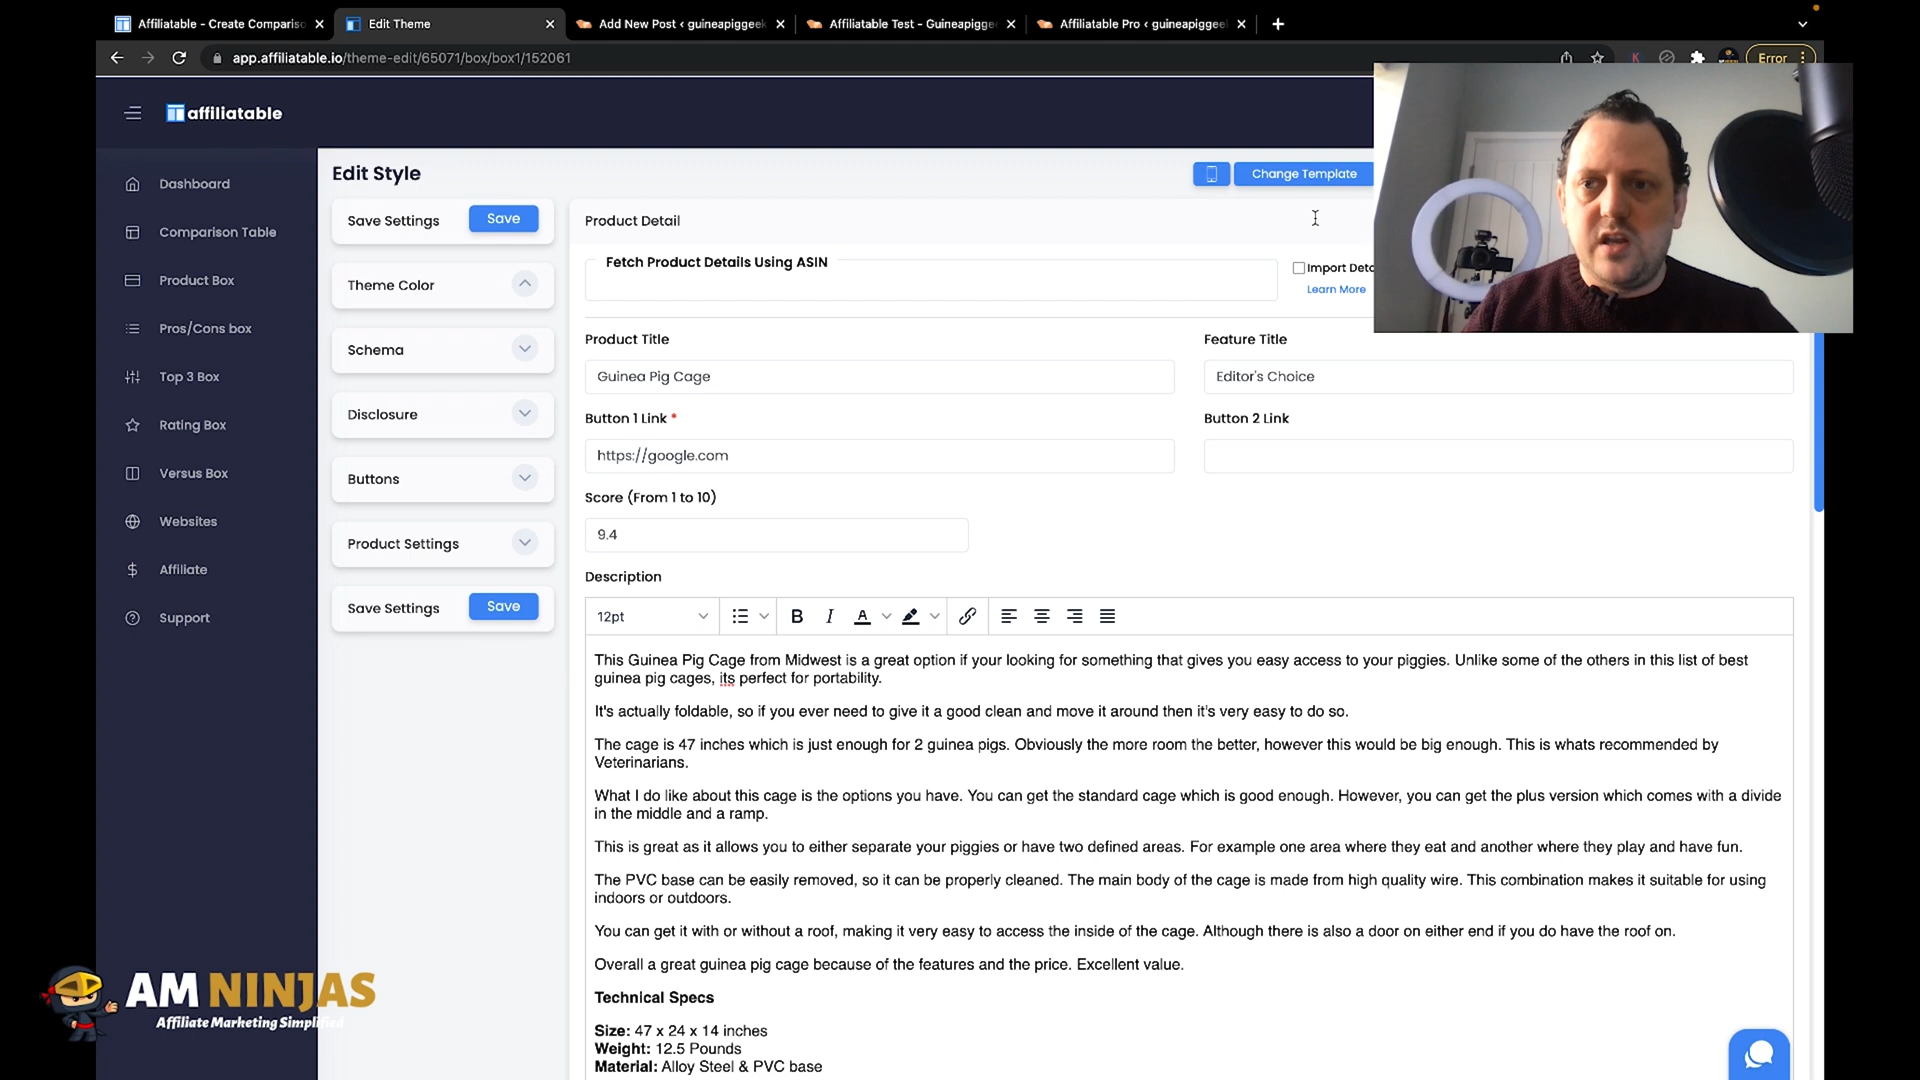 Affiliatable - Create Compariso
Edit Theme
Add New Post ‹ guineapiggeek
Affiliatable Test - Guineapigge
Affiliatable Pro ‹ guineapiggee
app.affiliatable.io/theme-edit/65071/box/box1/152061
Error
affiliatable
Dashboard
Comparison Table
Product Box
Pros/Cons box
Top 3 Box
Rating Box
Versus Box
Websites
Affiliate
Support
Edit Style
Change Template
Save Settings
Save
Theme Color
Schema
Disclosure
Buttons
Product Settings
Save Settings
Save
Product Detail
Fetch Product Details Using ASIN
Import Deta
Learn More
Product Title
Feature Title
Guinea Pig Cage
Editor's Choice
Button 1 Link *
Button 2 Link
https://google.com
Score (From 1 to 10)
9.4
Description
12pt
B I A
This Guinea Pig Cage from Midwest is a great option if your looking for something that gives you easy access to your piggies. Unlike some of the others in this list of best
guinea pig cages, its perfect for portability.
It's actually foldable, so if you ever need to give it a good clean and move it around then it's very easy to do so.
The cage is 47 inches which is just enough for 2 guinea pigs. Obviously the more room the better, however this would be big enough. This is whats recommended by
Veterinarians.
What I do like about this cage is the options you have. You can get the standard cage which is good enough. However, you can get the plus version which comes with a divide
in the middle and a ramp.
This is great as it allows you to either separate your piggies or have two defined areas. For example one area where they eat and another where they play and have fun.
The PVC base can be easily removed, so it can be properly cleaned. The main body of the cage is made from high quality wire. This combination makes it suitable for using
indoors or outdoors.
You can get it with or without a roof, making it very easy to access the inside of the cage. Although there is also a door on either end if you do have the roof on.
Overall a great guinea pig cage because of the features and the price. Excellent value.
Technical Specs
Size: 47 x 24 x 14 inches
Weight: 12.5 Pounds
Material: Alloy Steel & PVC base
AM NINJAS
Affiliate Marketing Simplified